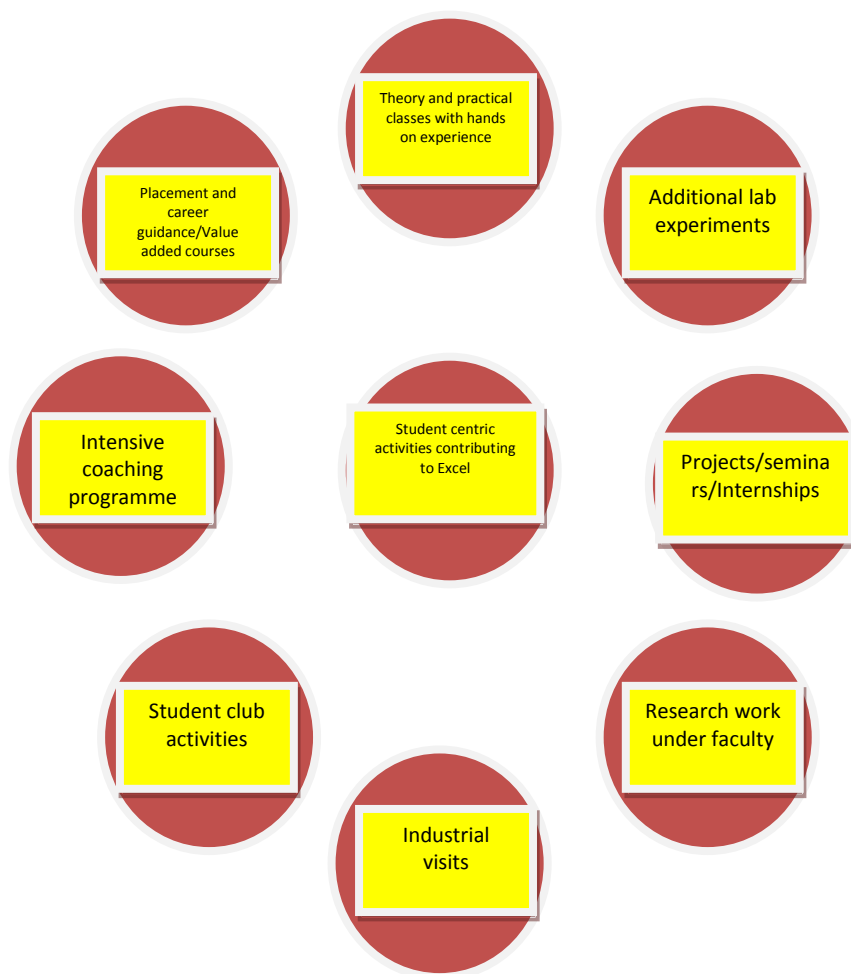 Theory and practical
classes with hands
on experience
Placement and
career
guidance/Value
added courses
Additional lab
experiments
Intensive
coaching
programme
Student centric
activities contributing
to Excel
Projects/semina
rs/Internships
Student club
activities
Research work
under faculty
Industrial
visits